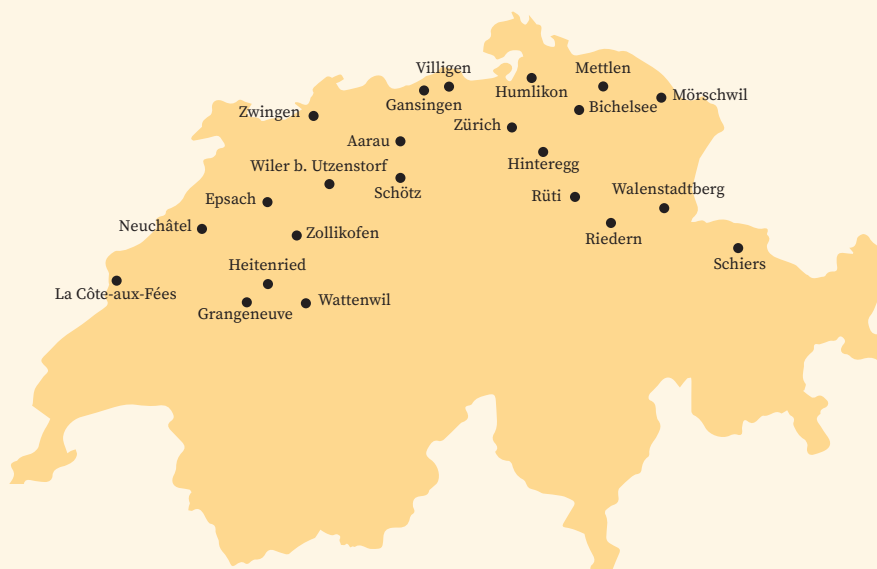 Villigen
Mettlen
Humlikon
Mörschwil
Gansingen
Bichelsee
Zwingen
Zürich
Aarau
Hinteregg
Wiler b. Utzenstorf
Schötz
Walenstadtberg
Rüti
Epsach
Neuchâtel
Zollikofen
Riedern
Heitenried
Schiers
La Côte-aux-Fées
Wattenwil
Grangeneuve